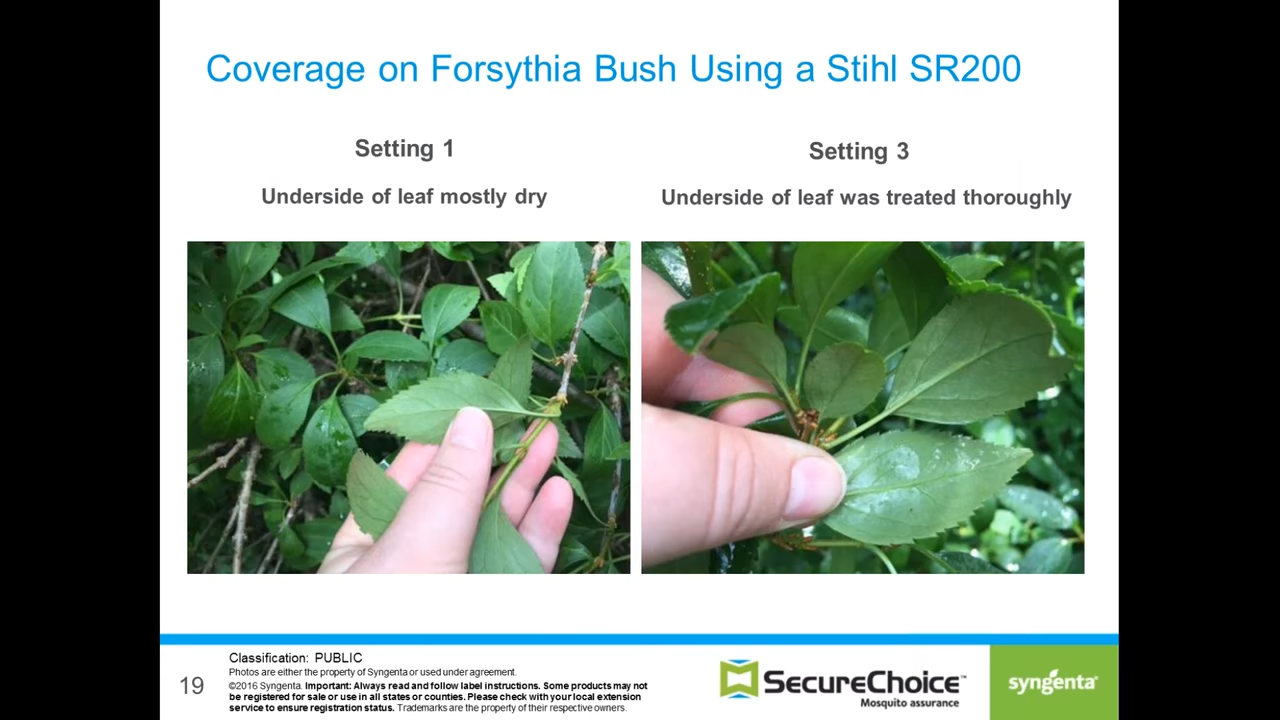 Coverage on Forsythia Bush Using a Stihl SR200
Setting 1
Underside of leaf mostly dry
Setting 3
Underside of leaf was treated thoroughly
19
Classification: PUBLIC
Photos are either the property of Syngenta or used under agreement.
©2016 Syngenta. Important: Always read and follow label instructions. Some products may not
be registered for sale or use in all states or counties. Please check with your local extension
service to ensure registration status. Trademarks are the property of their respective owners.
SecureChoice™
Mosquito assurance
syngenta®